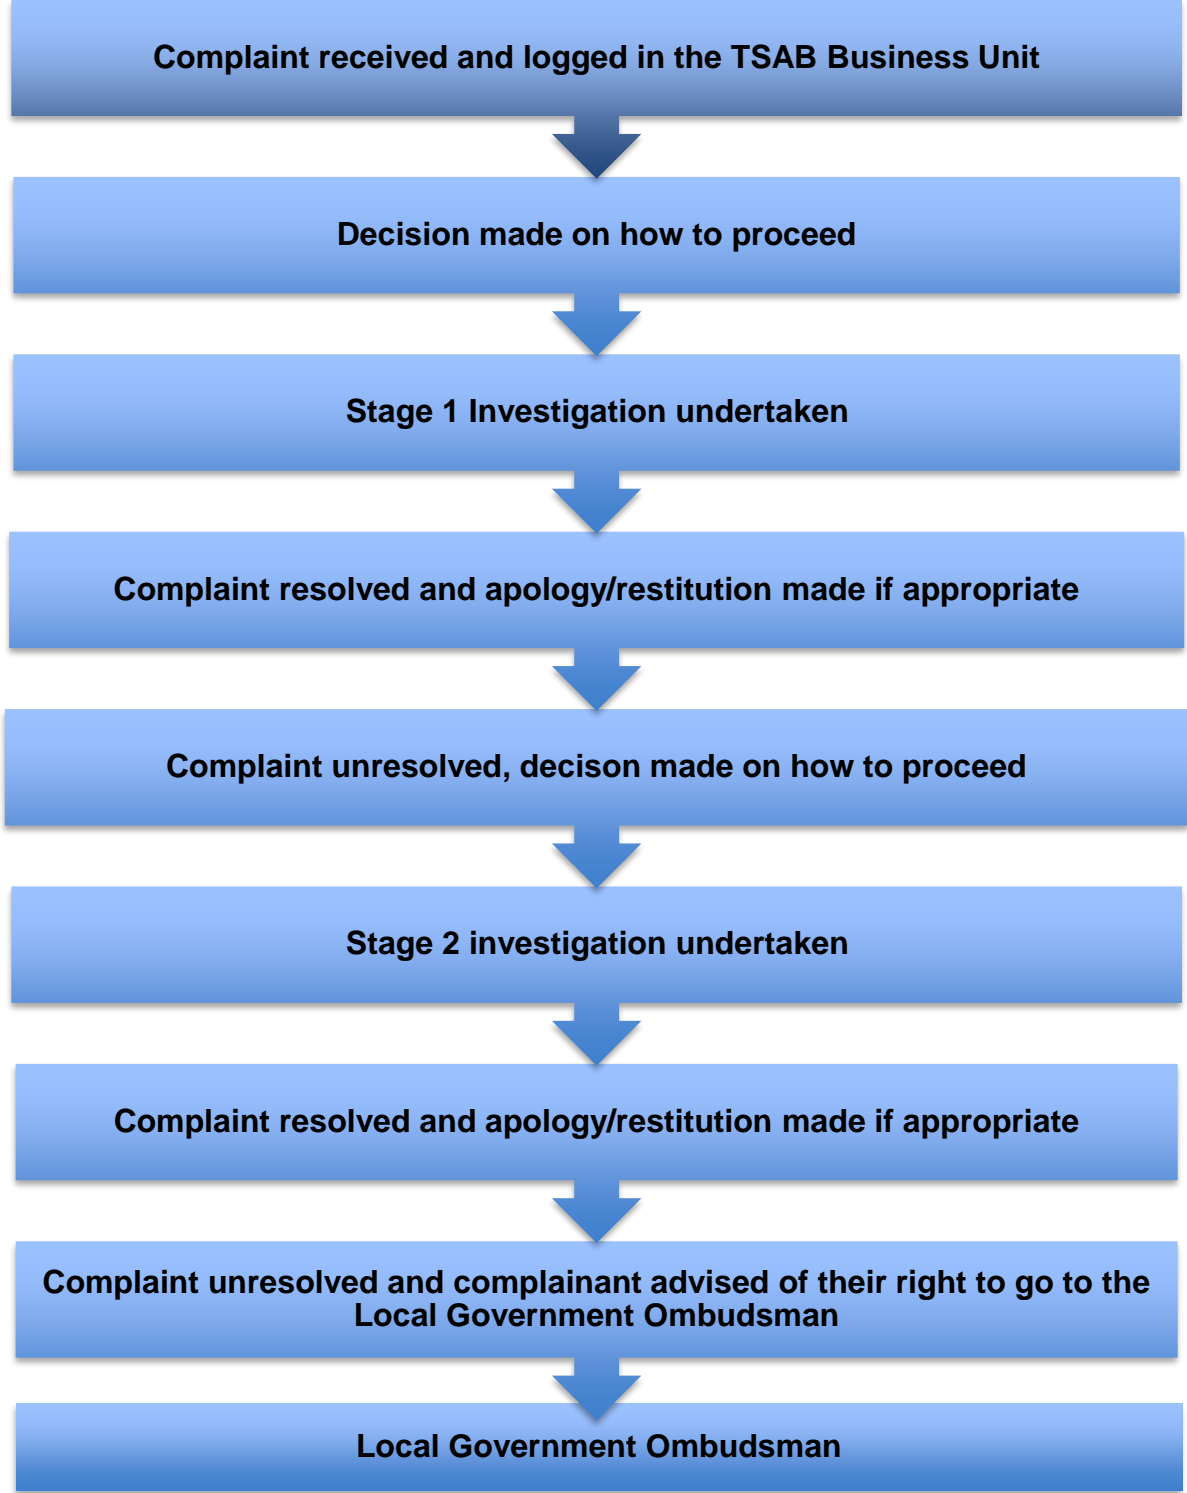 Complaint received and logged in the TSAB Business Unit
Decision made on how to proceed
Stage 1 Investigation undertaken
Complaint resolved and apology/restitution made if appropriate
Complaint unresolved, decison made on how to proceed
Stage 2 investigation undertaken
Complaint resolved and apology/restitution made if appropriate
Complaint unresolved and complainant advised of their right to go to the
Local Government Ombudsman
Local Government Ombudsman